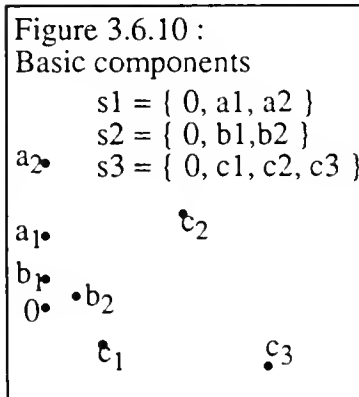 Figure 3.6.10 :
Basic components
s1 = { 0, a1, a2 }
s2 = { 0, b1,b2 }
s3 = { 0, c1, c2, c3 }
a2
a1
c2
b1
b2
0
c1
c3